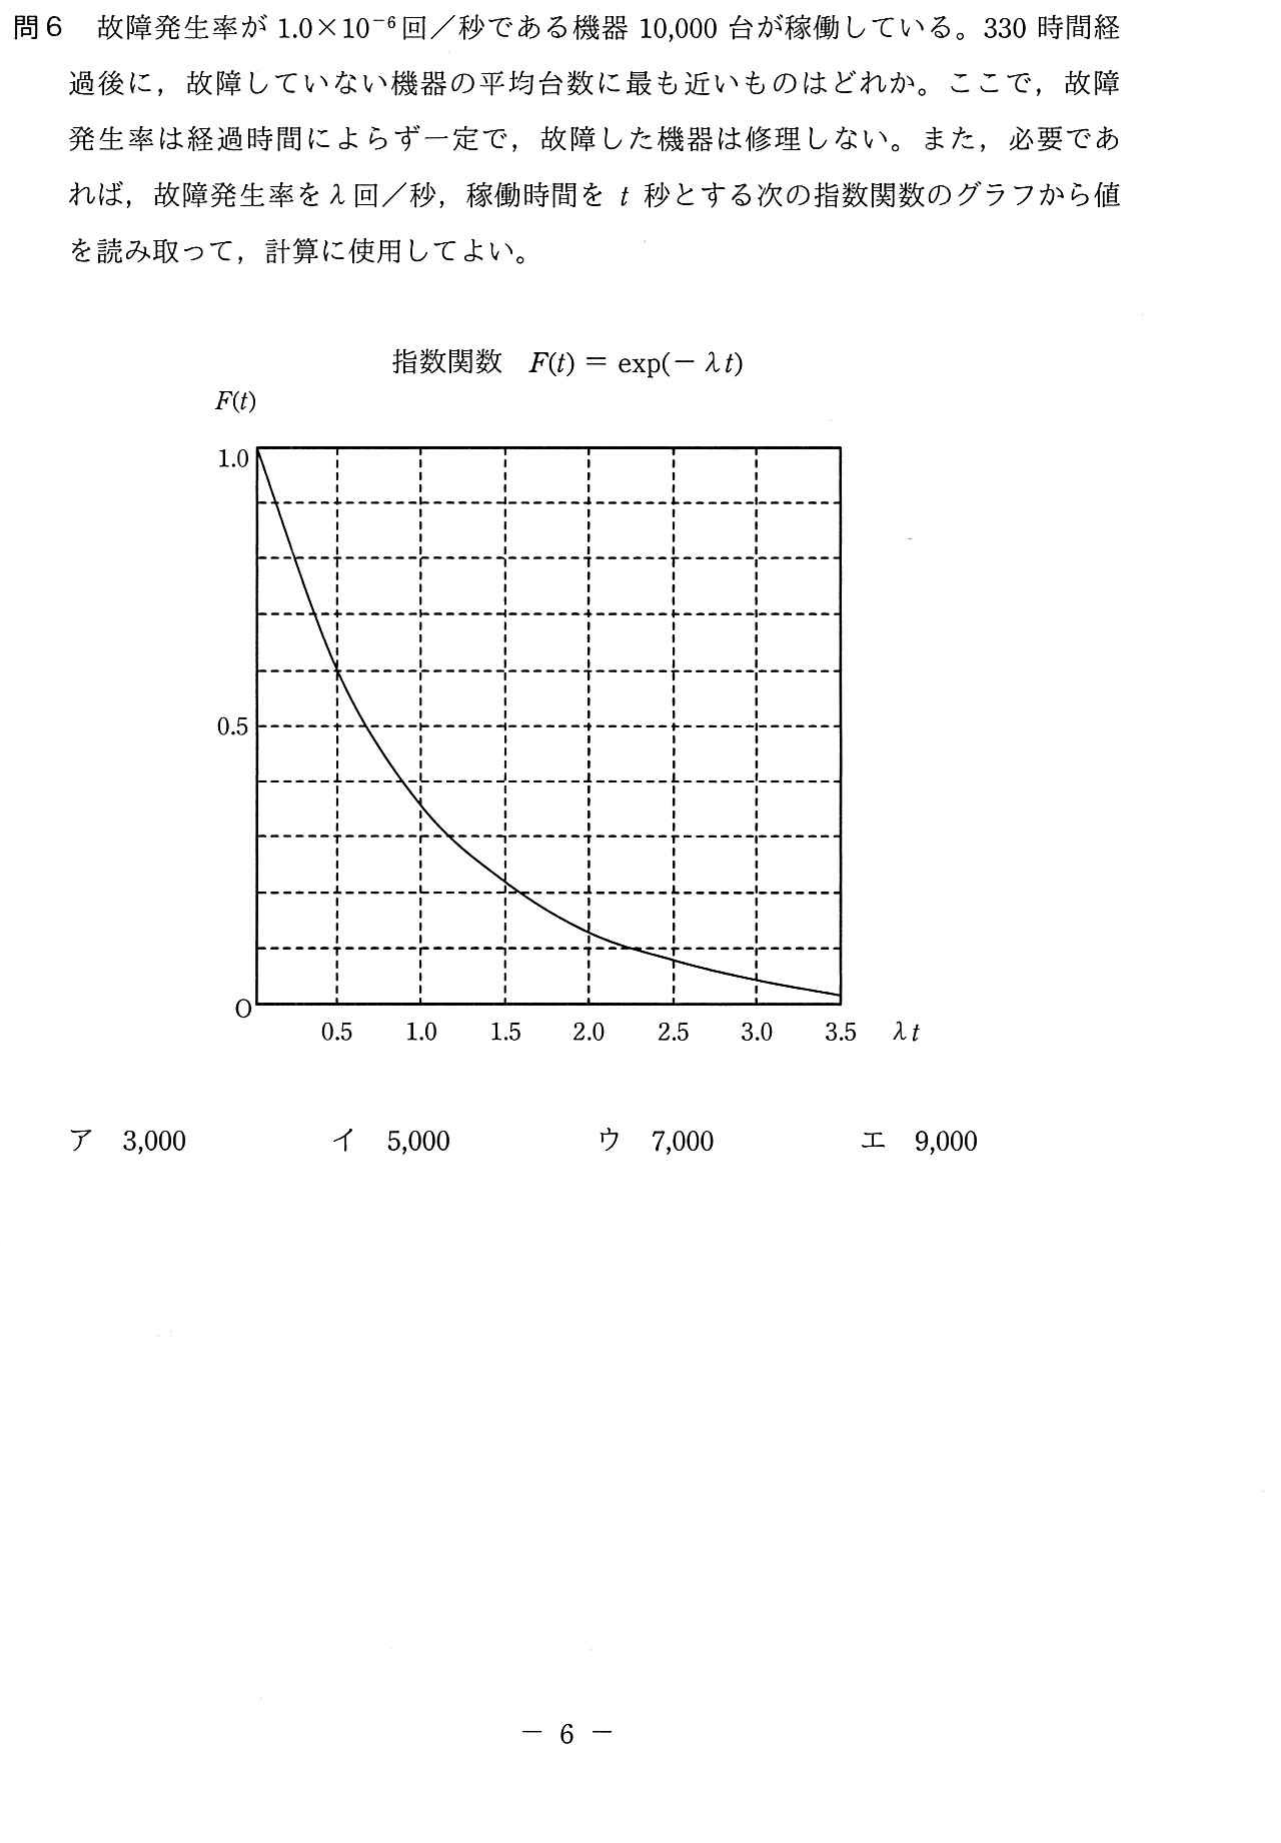 問6 故障発生率が 1.0×10⁻⁶回／秒である機器 10,000 台が稼働している。330 時間経
過後に，故障していない機器の平均台数に最も近いものはどれか。ここで，故障
発生率は経過時間によらず一定で，故障した機器は修理しない。また，必要であ
れば，故障発生率をλ回／秒，稼働時間を t 秒とする次の指数関数のグラフから値
を読み取って，計算に使用してよい。
指数関数 F(t) = exp(− λt)
F(t)
1.0
0.5
O
0.5 1.0 1.5 2.0 2.5 3.0 3.5 λt
ア 3,000 イ 5,000 ウ 7,000 エ 9,000
− 6 −